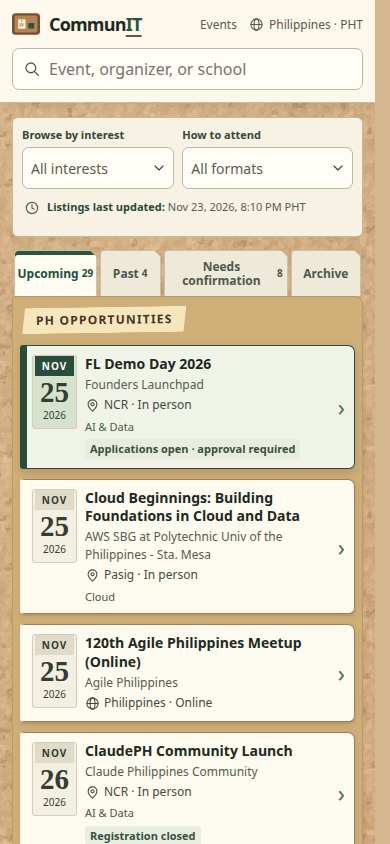 CommunIT
Events
Philippines · PHT
Event, organizer, or school
Browse by interest
How to attend
All interests
All formats
Listings last updated: Nov 23, 2026, 8:10 PM PHT
Upcoming 29
Past 4
Needs
confirmation
8
Archive
PH OPPORTUNITIES
NOV
25
2026
FL Demo Day 2026
Founders Launchpad
NCR · In person
AI & Data
Applications open · approval required
NOV
25
2026
Cloud Beginnings: Building
Foundations in Cloud and Data
AWS SBG at Polytechnic Univ of the
Philippines - Sta. Mesa
Pasig · In person
Cloud
NOV
25
2026
120th Agile Philippines Meetup
(Online)
Agile Philippines
Philippines · Online
NOV
26
2026
ClaudePH Community Launch
Claude Philippines Community
NCR · In person
AI & Data
Registration closed